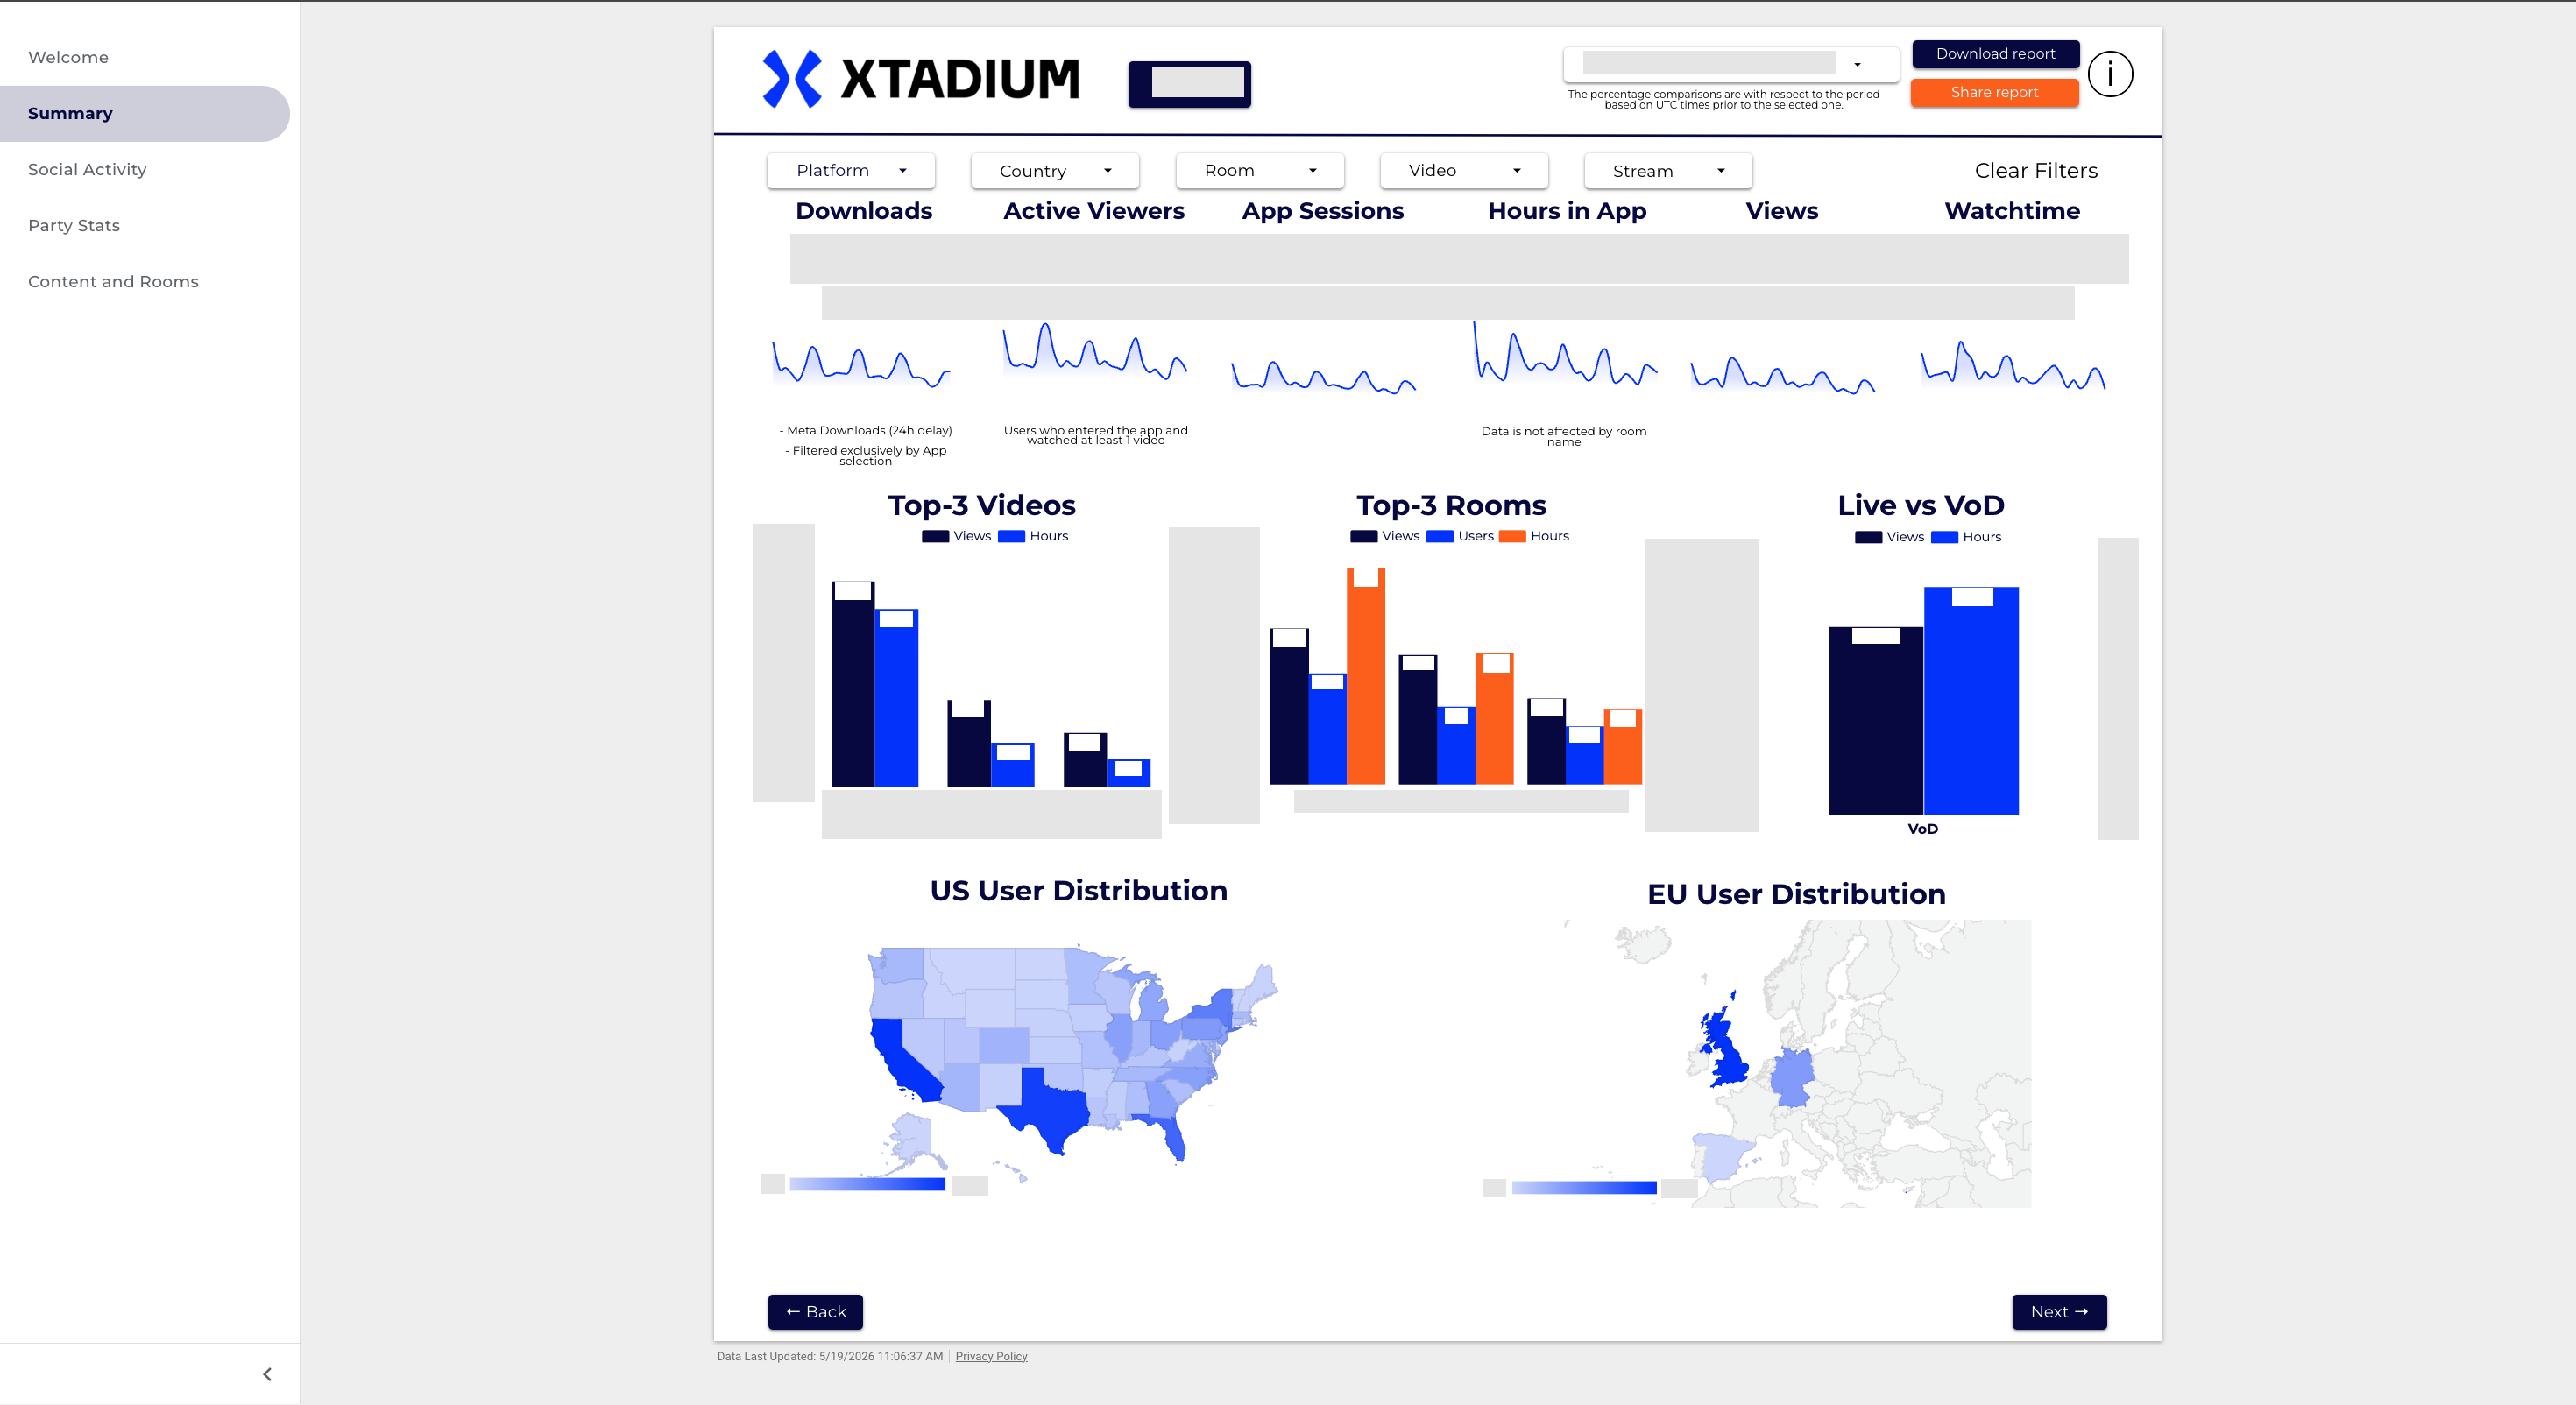 Welcome
Summary
Social Activity
Party Stats
Content and Rooms
XTADIUM
The percentage comparisons are with respect to the period
based on UTC times prior to the selected one.
Download report
Share report
i
Platform
Country
Room
Video
Stream
Clear Filters
Downloads
Active Viewers
App Sessions
Hours in App
Views
Watchtime
- Meta Downloads (24h delay)
- Filtered exclusively by App
selection
Users who entered the app and
watched at least 1 video
Data is not affected by room
name
Top-3 Videos
Views Hours
Top-3 Rooms
Views Users Hours
Live vs VoD
Views Hours
VoD
US User Distribution
EU User Distribution
← Back
Next →
Data Last Updated: 5/19/2026 11:06:37 AM
Privacy Policy